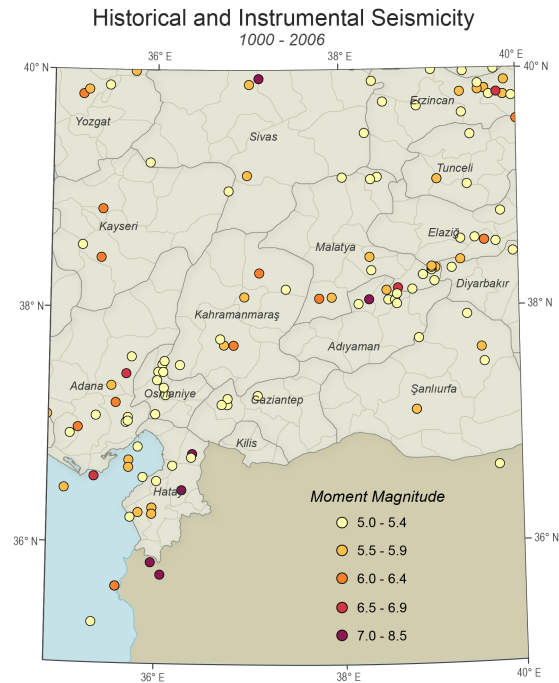 Historical and Instrumental Seismicity
1000 - 2006
36° E
38° E
40° E
40° N
40° N
Erzincan
Yozgat
Sivas
Tunceli
Kayseri
Elaziğ
Malatya
Diyarbakır
38° N
38° N
Kahramanmaraş
Adıyaman
Adana
Osmaniye
Şanlıurfa
Gaziantep
Kilis
Hatay
Moment Magnitude
5.0 - 5.4
5.5 - 5.9
6.0 - 6.4
6.5 - 6.9
7.0 - 8.5
36° N
36° N
36° E
38° E
40° E